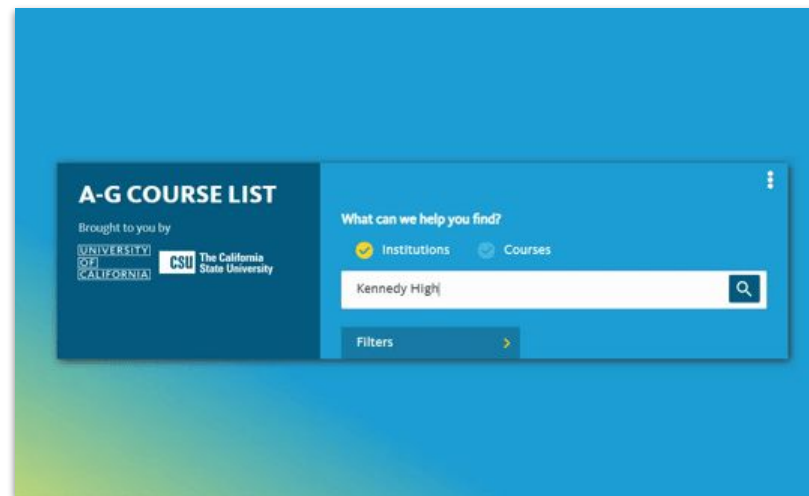 A-G COURSE LIST
Brought to you by
UNIVERSITY
OF
CALIFORNIA
CSU The California
State University
What can we help you find?
Institutions
Courses
Kennedy High
Filters